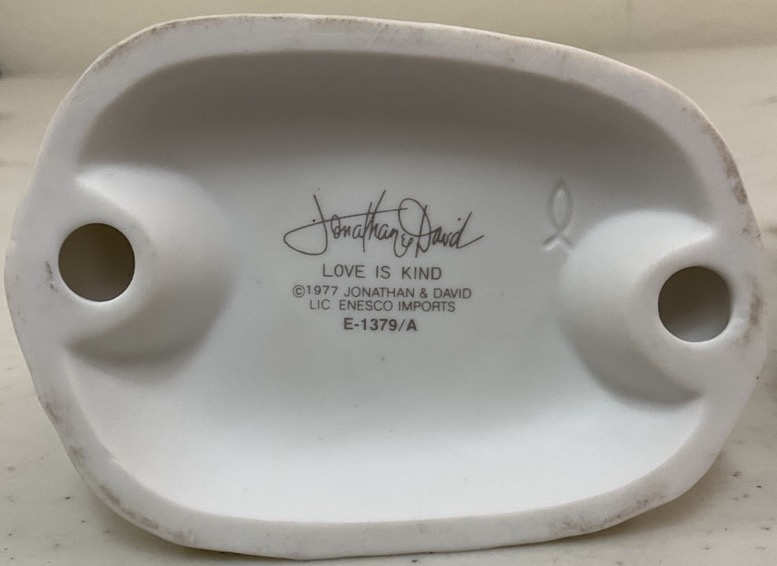 Jonathan & David
LOVE IS KIND
©1977 JONATHAN & DAVID
LIC ENESCO IMPORTS
E-1379/A